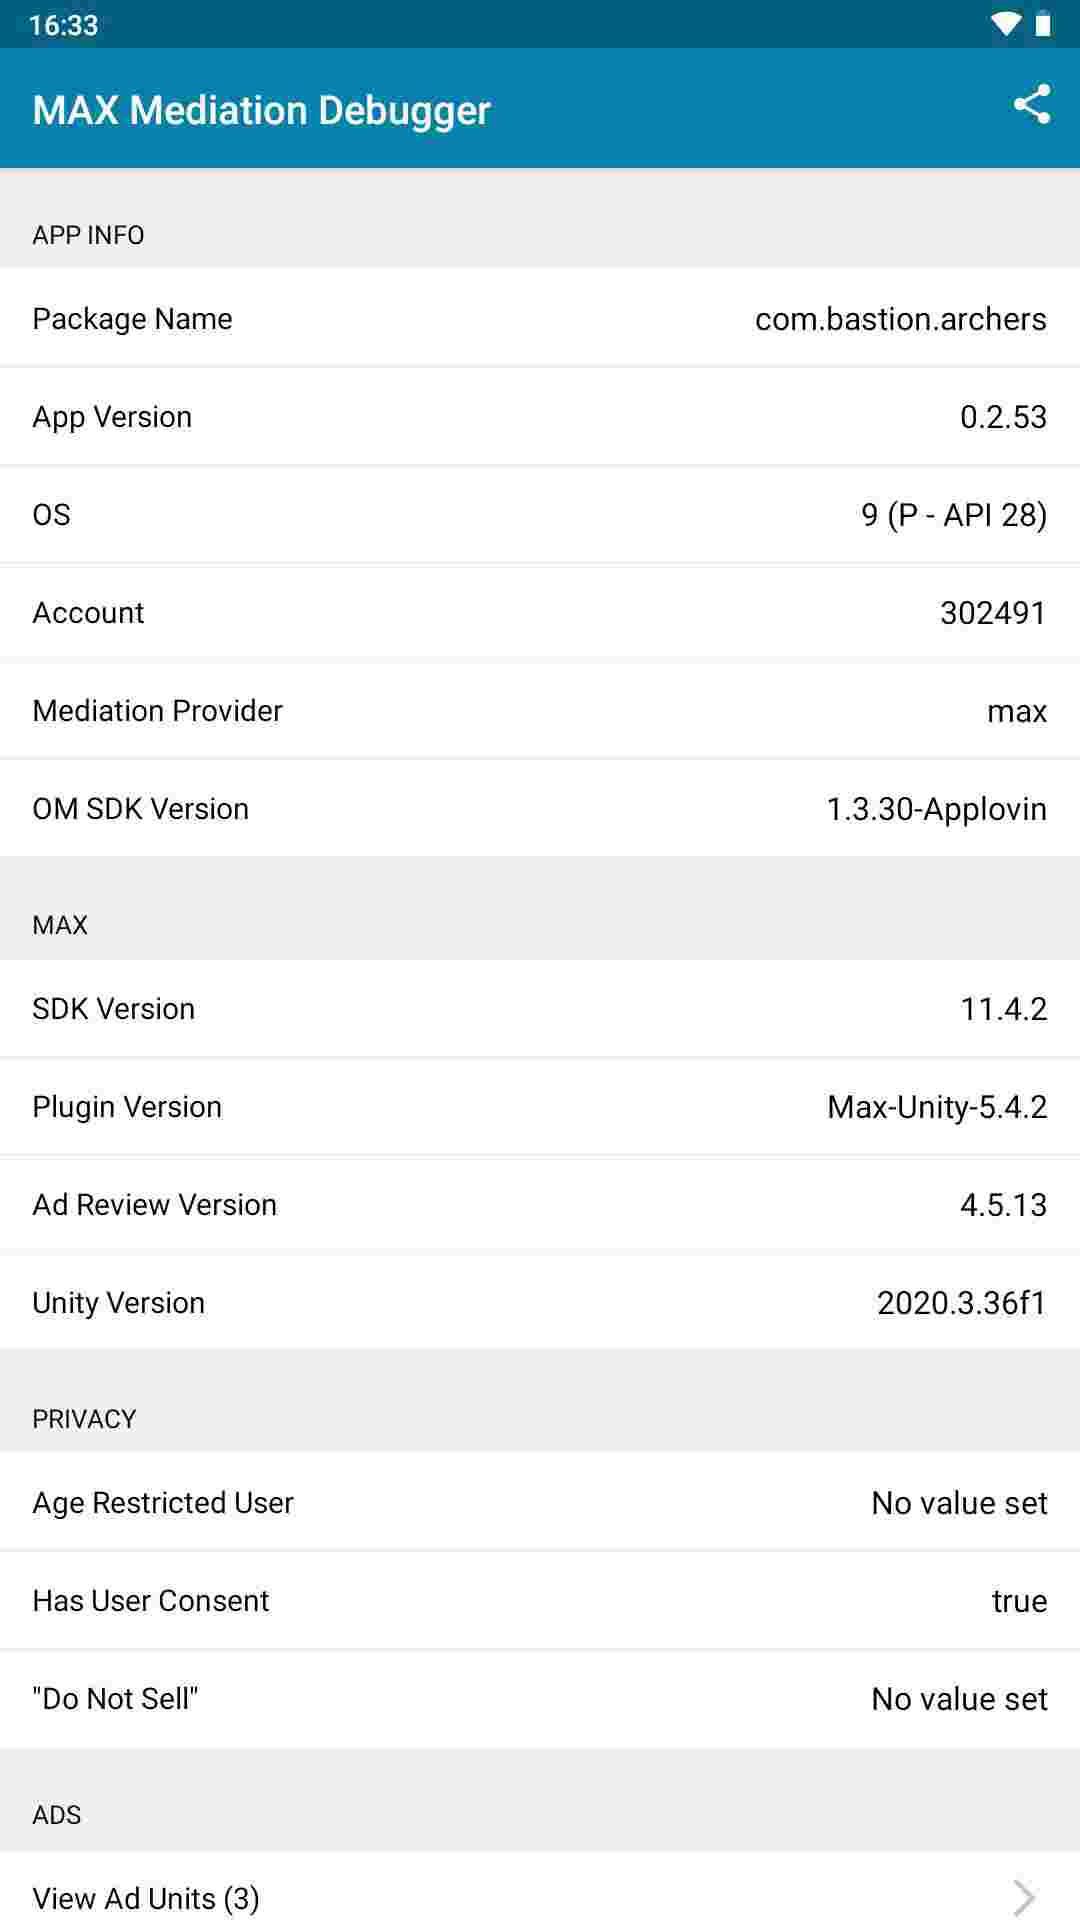 16:33
MAX Mediation Debugger
APP INFO
Package Name com.bastion.archers
App Version 0.2.53
OS 9 (P - API 28)
Account 302491
Mediation Provider max
OM SDK Version 1.3.30-Applovin
MAX
SDK Version 11.4.2
Plugin Version Max-Unity-5.4.2
Ad Review Version 4.5.13
Unity Version 2020.3.36f1
PRIVACY
Age Restricted User No value set
Has User Consent true
"Do Not Sell" No value set
ADS
View Ad Units (3)